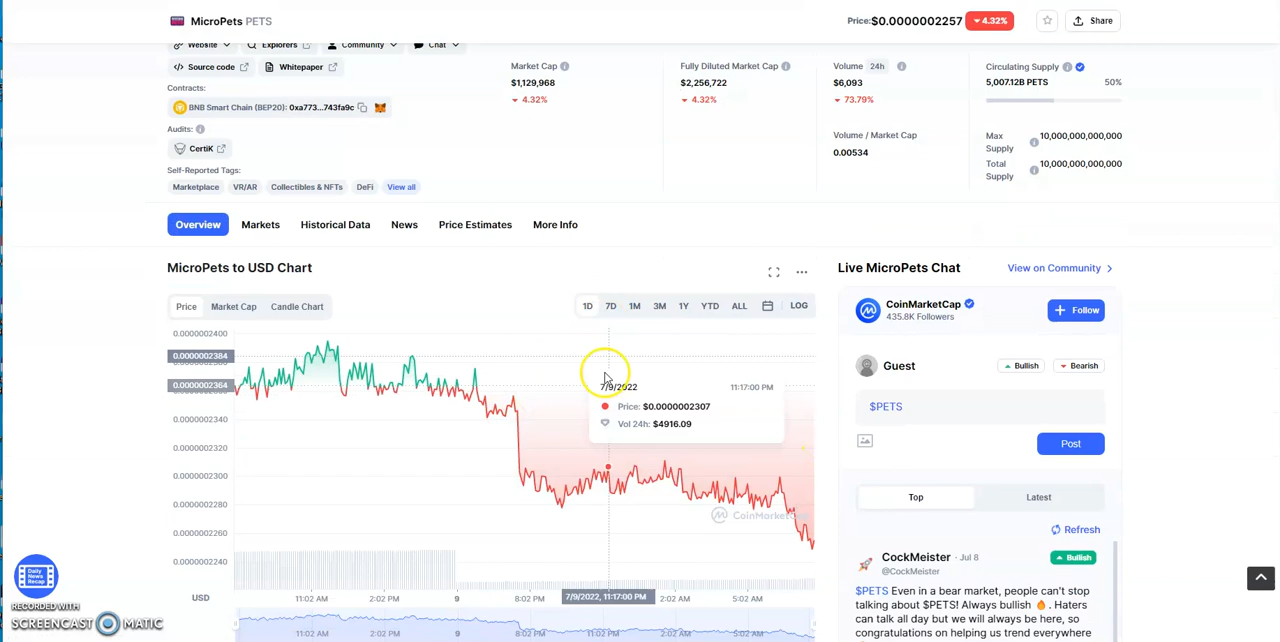 MicroPets PETS
Price:$0.0000002257 4.32% Share
Website Explorers Community Chat
Source code Whitepaper
Contracts:
BNB Smart Chain (BEP20): 0xa773...743fa9c
Audits:
CertiK
Self-Reported Tags:
Marketplace VR/AR Collectibles & NFTs DeFi View all
Market Cap
$1,129,968
4.32%
Fully Diluted Market Cap
$2,256,722
4.32%
Volume 24h
$6,093
73.79%
Volume / Market Cap
0.00534
Circulating Supply
5,007.12B PETS 50%
Max Supply 10,000,000,000,000
Total Supply 10,000,000,000,000
Overview Markets Historical Data News Price Estimates More Info
MicroPets to USD Chart
Price Market Cap Candle Chart
1D 7D 1M 3M 1Y YTD ALL LOG
0.0000002400
0.0000002384
0.0000002364
0.0000002340
0.0000002320
0.0000002300
0.0000002280
0.0000002260
0.0000002240
7/9/2022 11:17:00 PM
Price: $0.0000002307
Vol 24h: $4916.09
CoinMarketCap
USD
11:02 AM 2:02 PM 9 8:02 PM 7/9/2022, 11:17:00 PM 2:02 AM 5:02 AM
11:02 AM 2:02 PM 9 8:02 PM 11:02 PM 2:02 AM 5:02 AM
Live MicroPets Chat View on Community
CoinMarketCap
435.8K Followers
Follow
Guest Bullish Bearish
$PETS
Post
Top Latest
Refresh
CockMeister · Jul 8 Bullish
@CockMeister
$PETS Even in a bear market, people can't stop
talking about $PETS! Always bullish 🔥. Haters
can talk all day but we will always be here, so
congratulations on helping us trend everywhere
Daily
News
Recap
RECORDED WITH
SCREENCAST MATIC